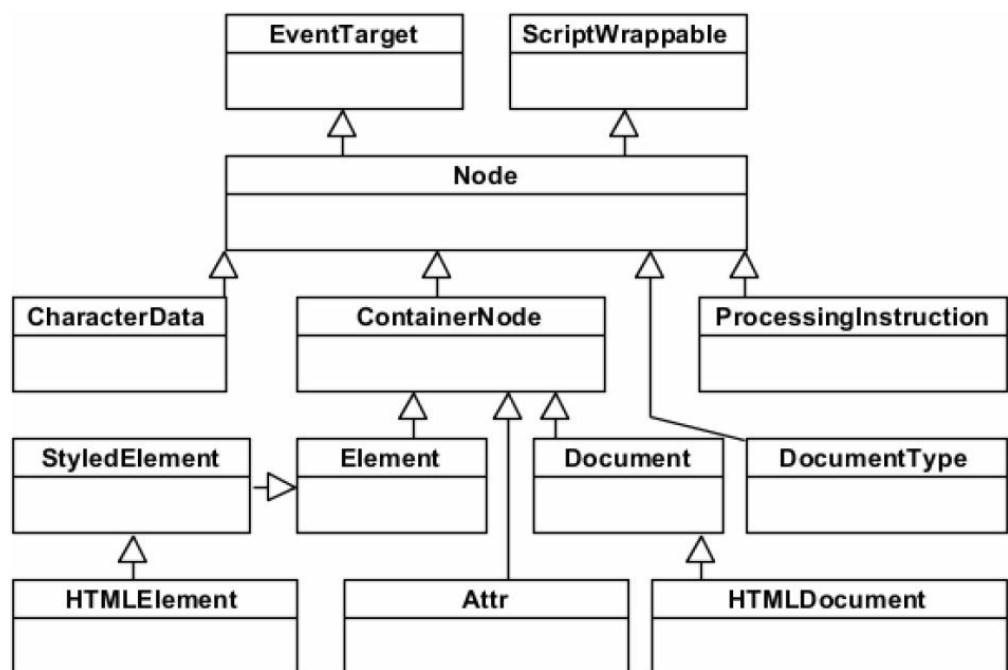 EventTarget
ScriptWrappable
Node
CharacterData
ContainerNode
ProcessingInstruction
StyledElement
Element
Document
DocumentType
HTMLElement
Attr
HTMLDocument